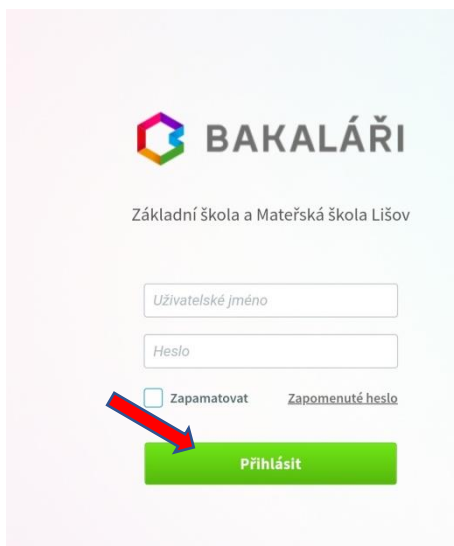 BAKALÁŘI
Základní škola a Mateřská škola Lišov
Uživatelské jméno
Heslo
Zapamatovat Zapomenuté heslo
Přihlásit